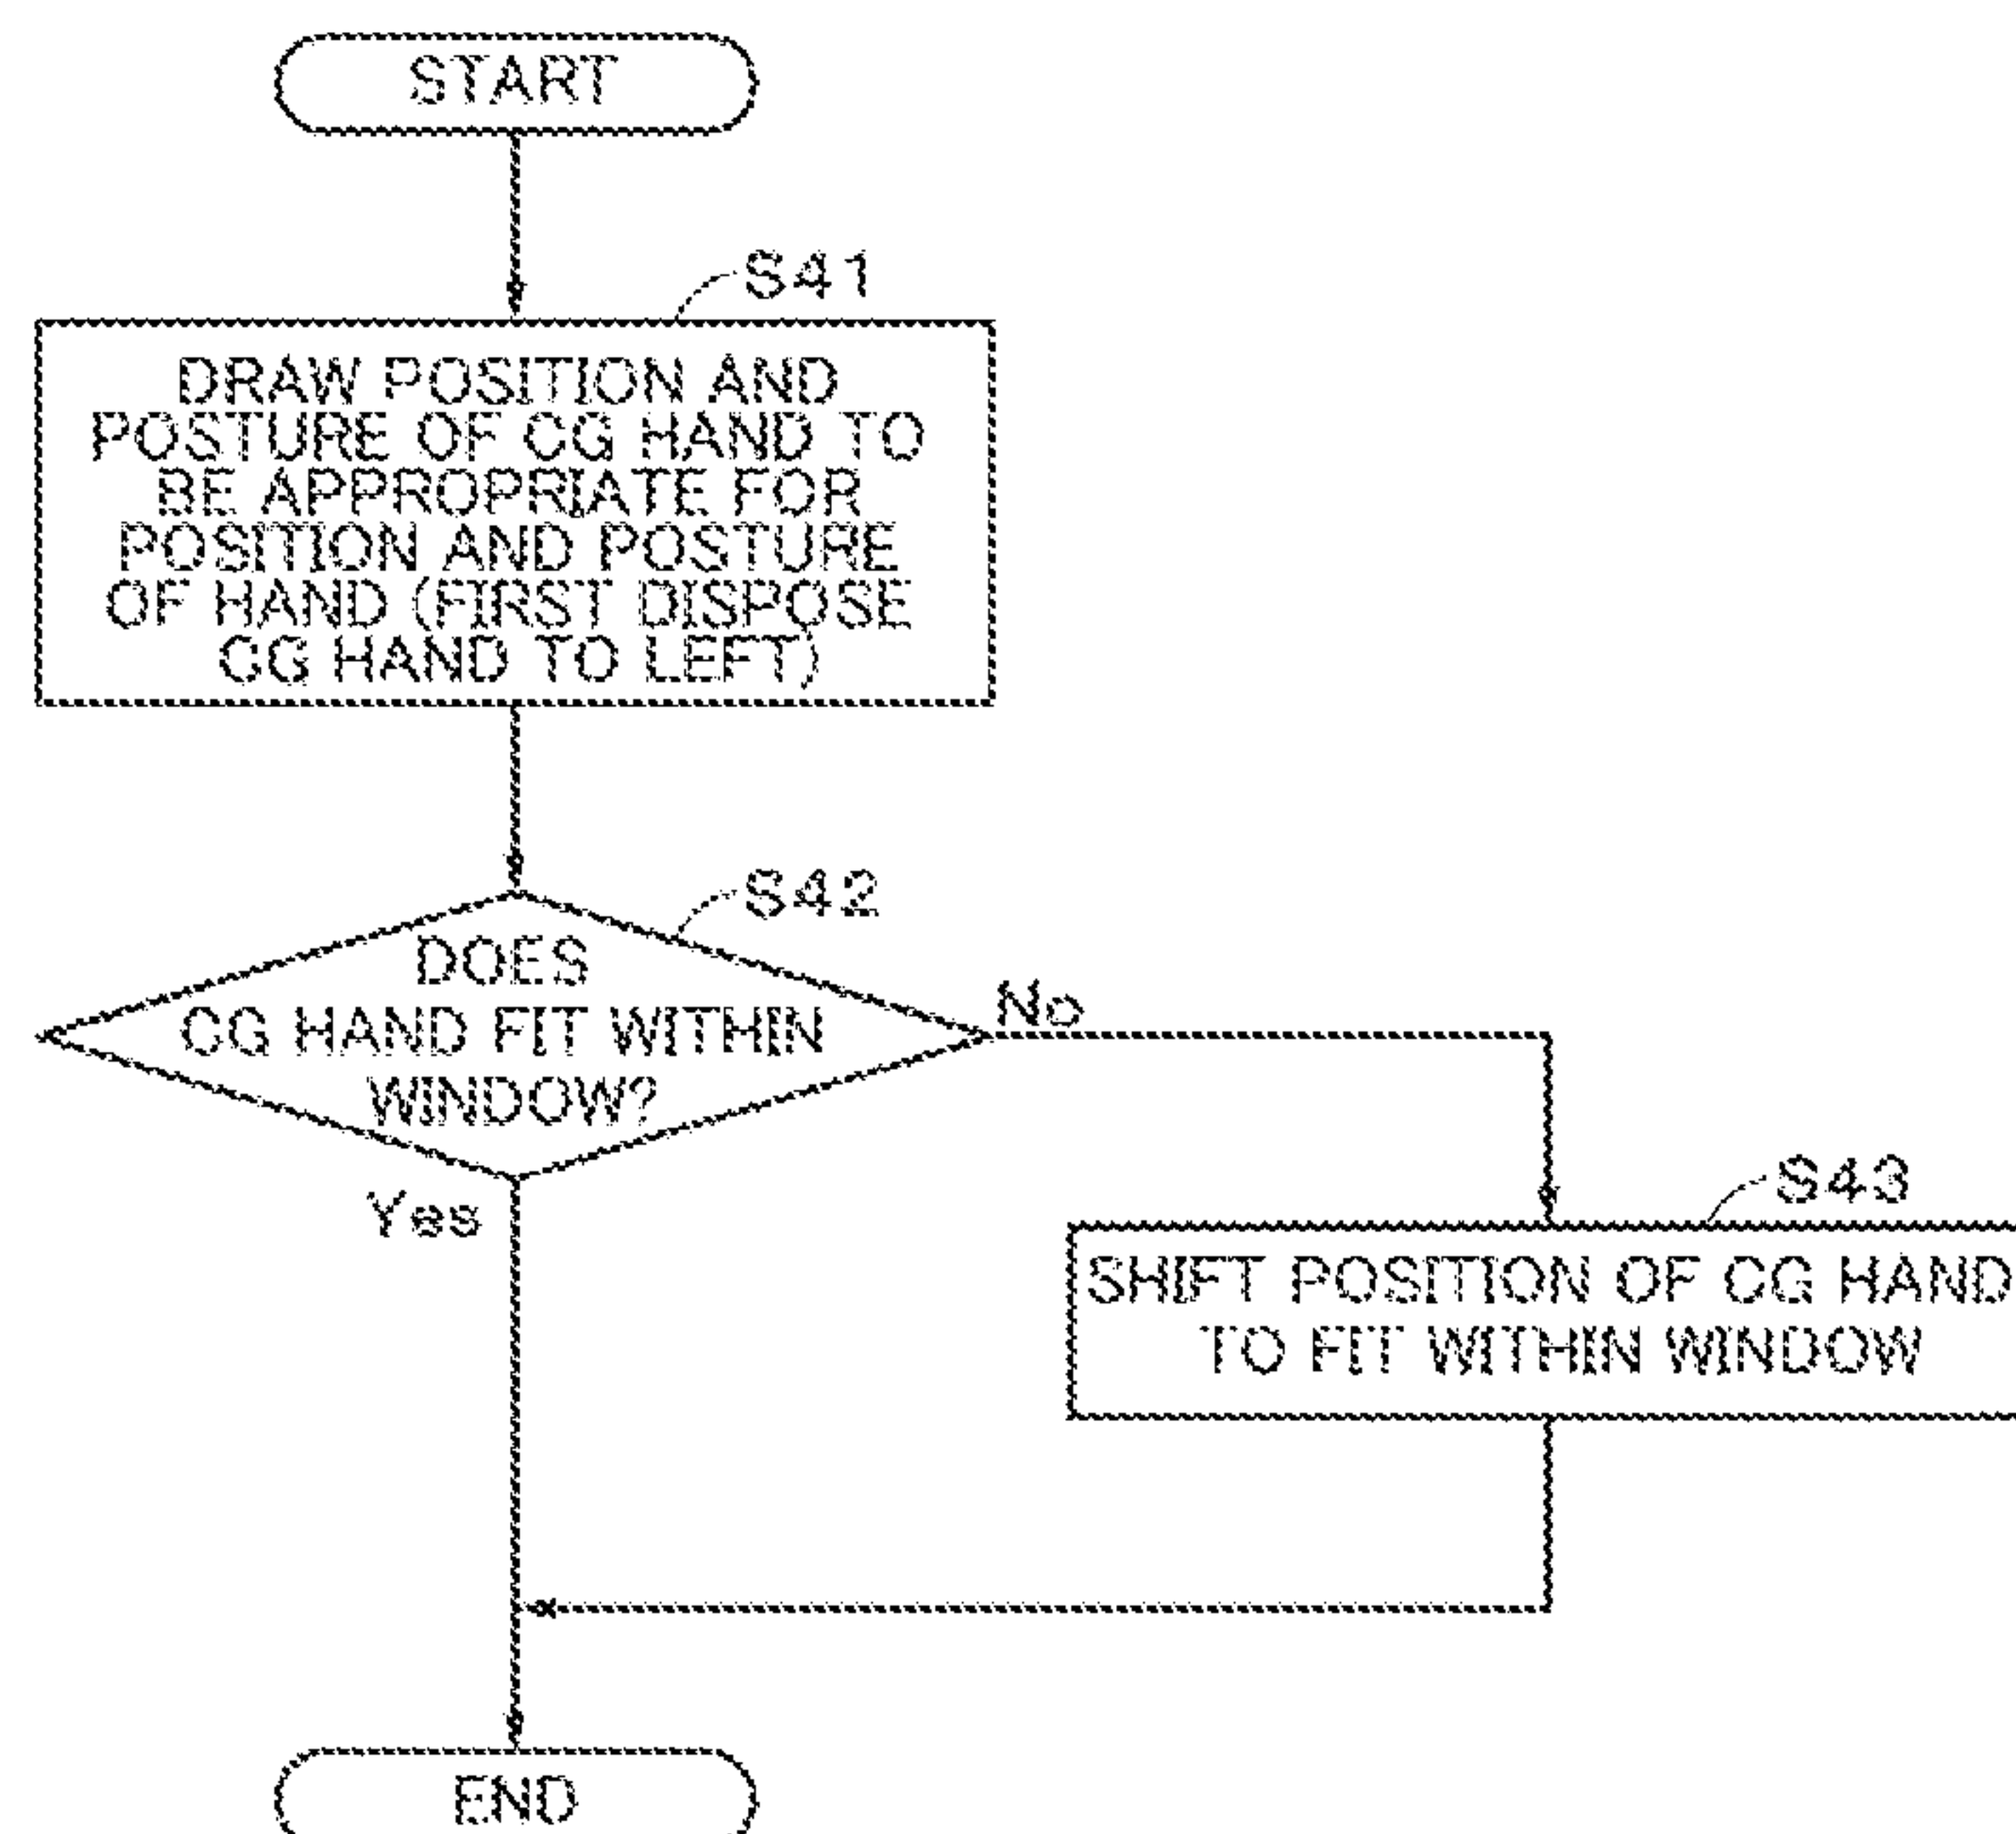 START
S41
DRAW POSITION AND
POSTURE OF CG HAND TO
BE APPROPRIATE FOR
POSITION AND POSTURE
OF HAND (FIRST DISPOSE
CG HAND TO LEFT)
S42
DOES
CG HAND FIT WITHIN
WINDOW?
No
Yes
S43
SHIFT POSITION OF CG HAND
TO FIT WITHIN WINDOW
END